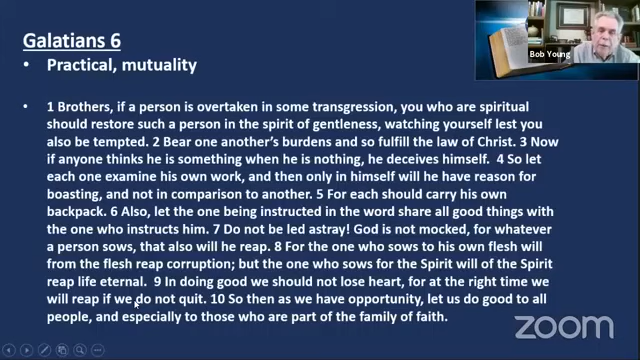 Galatians 6
• Practical, mutuality
• 1 Brothers, if a person is overtaken in some transgression, you who are spiritual
should restore such a person in the spirit of gentleness, watching yourself lest you
also be tempted. 2 Bear one another's burdens and so fulfill the law of Christ. 3 Now
if anyone thinks he is something when he is nothing, he deceives himself. 4 So let
each one examine his own work, and then only in himself will he have reason for
boasting, and not in comparison to another. 5 For each should carry his own
backpack. 6 Also, let the one being instructed in the word share all good things with
the one who instructs him. 7 Do not be led astray! God is not mocked, for whatever
a person sows, that also will he reap. 8 For the one who sows to his own flesh will
from the flesh reap corruption; but the one who sows for the Spirit will of the Spirit
reap life eternal. 9 In doing good we should not lose heart, for at the right time we
will reap if we do not quit. 10 So then as we have opportunity, let us do good to all
people, and especially to those who are part of the family of faith.
Bob Young
zoom